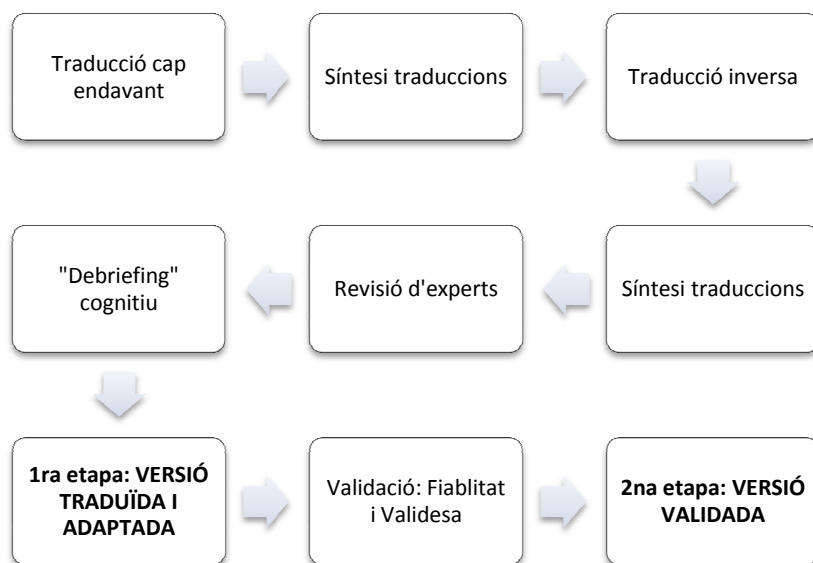 Traducció cap
endavant
Síntesi traduccions
Traducció inversa
"Debriefing"
cognitiu
Revisió d'experts
Síntesi traduccions
1ra etapa: VERSIÓ
TRADUÏDA I
ADAPTADA
Validació: Fiablitat
i Validesa
2na etapa: VERSIÓ
VALIDADA